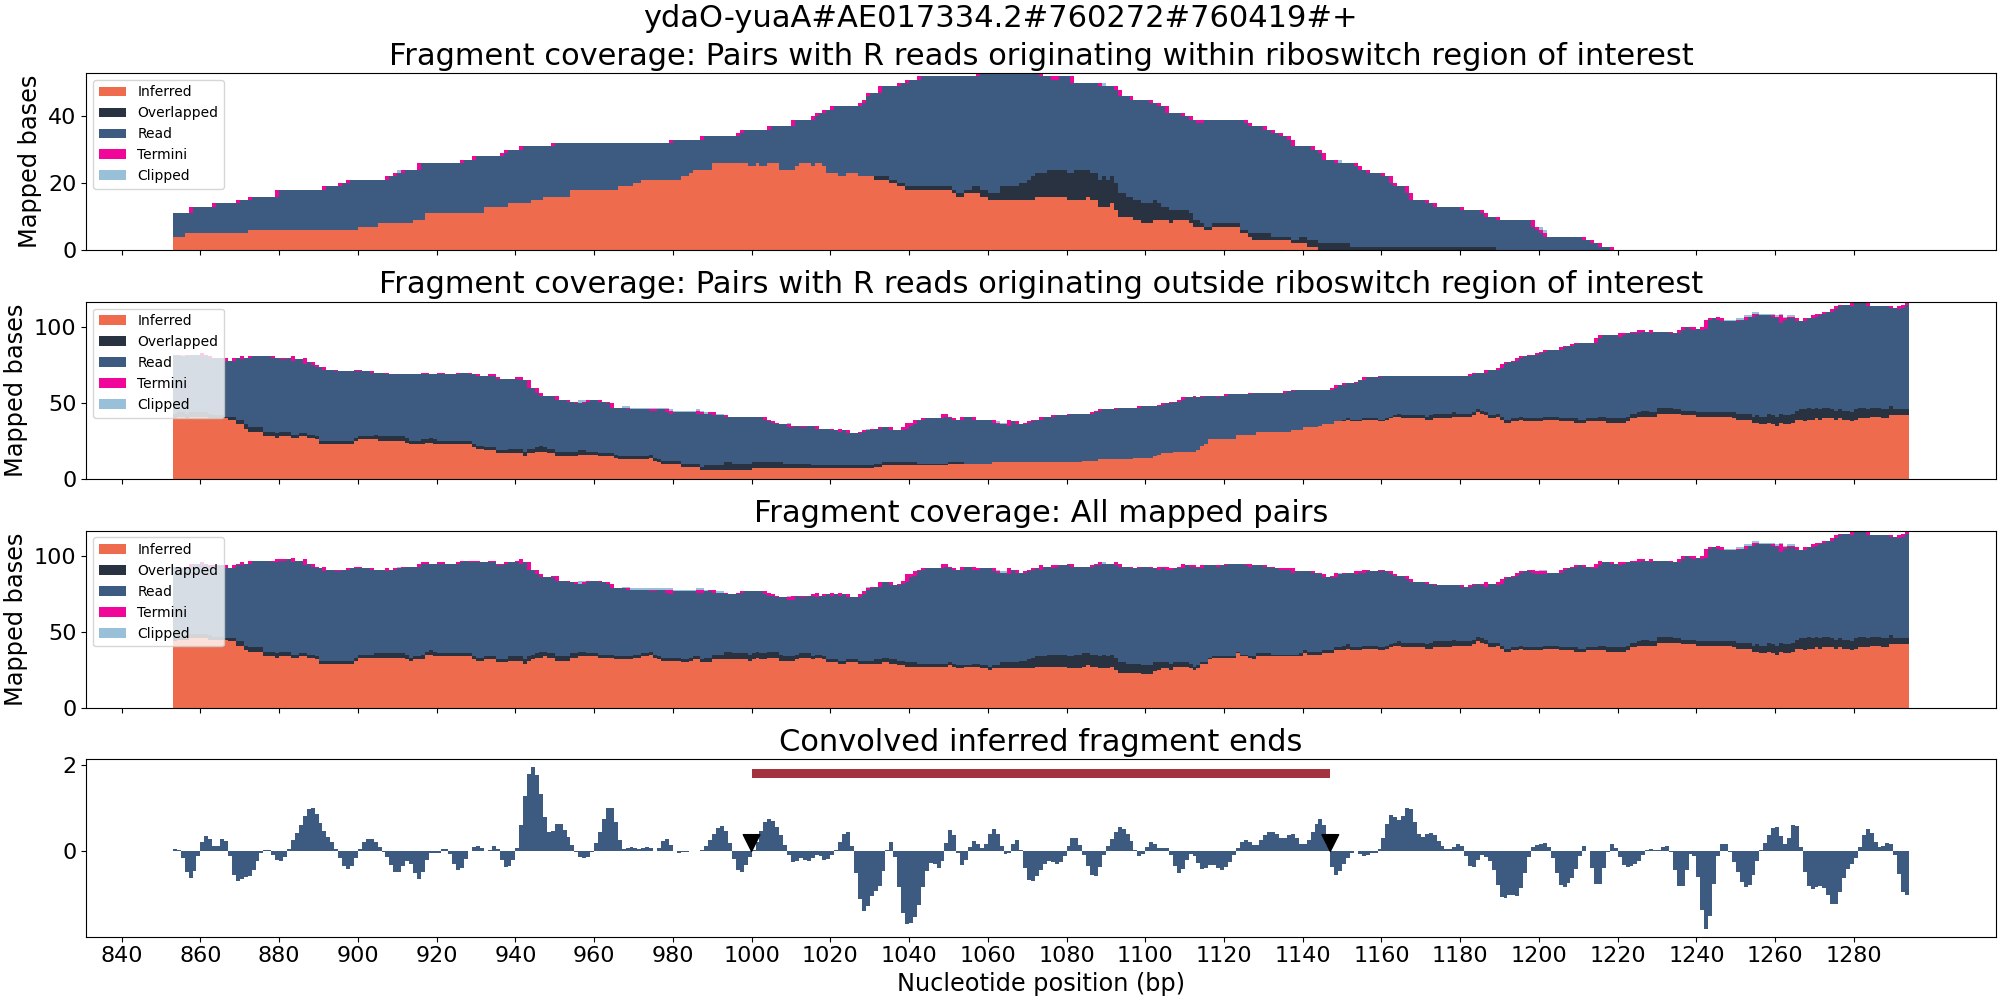 ydaO-yuaA#AE017334.2#760272#760419#+
Fragment coverage: Pairs with R reads originating within riboswitch region of interest
Mapped bases
40
20
0
Inferred
Overlapped
Read
Termini
Clipped
Fragment coverage: Pairs with R reads originating outside riboswitch region of interest
Mapped bases
100
50
0
Inferred
Overlapped
Read
Termini
Clipped
Fragment coverage: All mapped pairs
Mapped bases
100
50
0
Inferred
Overlapped
Read
Termini
Clipped
Convolved inferred fragment ends
2
0
840 860 880 900 920 940 960 980 1000 1020 1040 1060 1080 1100 1120 1140 1160 1180 1200 1220 1240 1260 1280
Nucleotide position (bp)